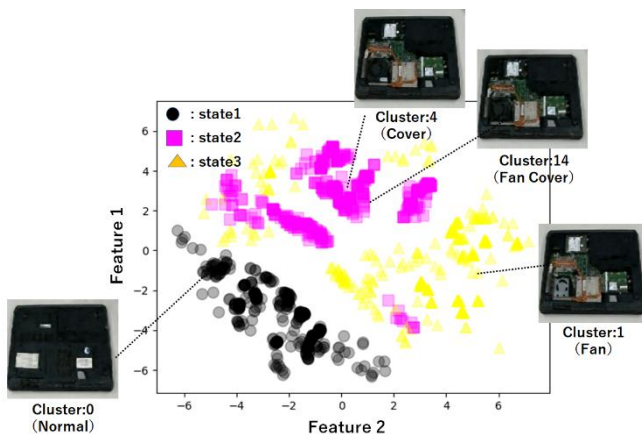 Cluster:4
(Cover)
Cluster:14
(Fan Cover)
: state1
: state2
: state3
6
4
2
0
−2
−4
−6
Feature 1
Cluster:1
(Fan)
Cluster:0
(Normal)
−6 −4 −2 0 2 4 6
Feature 2